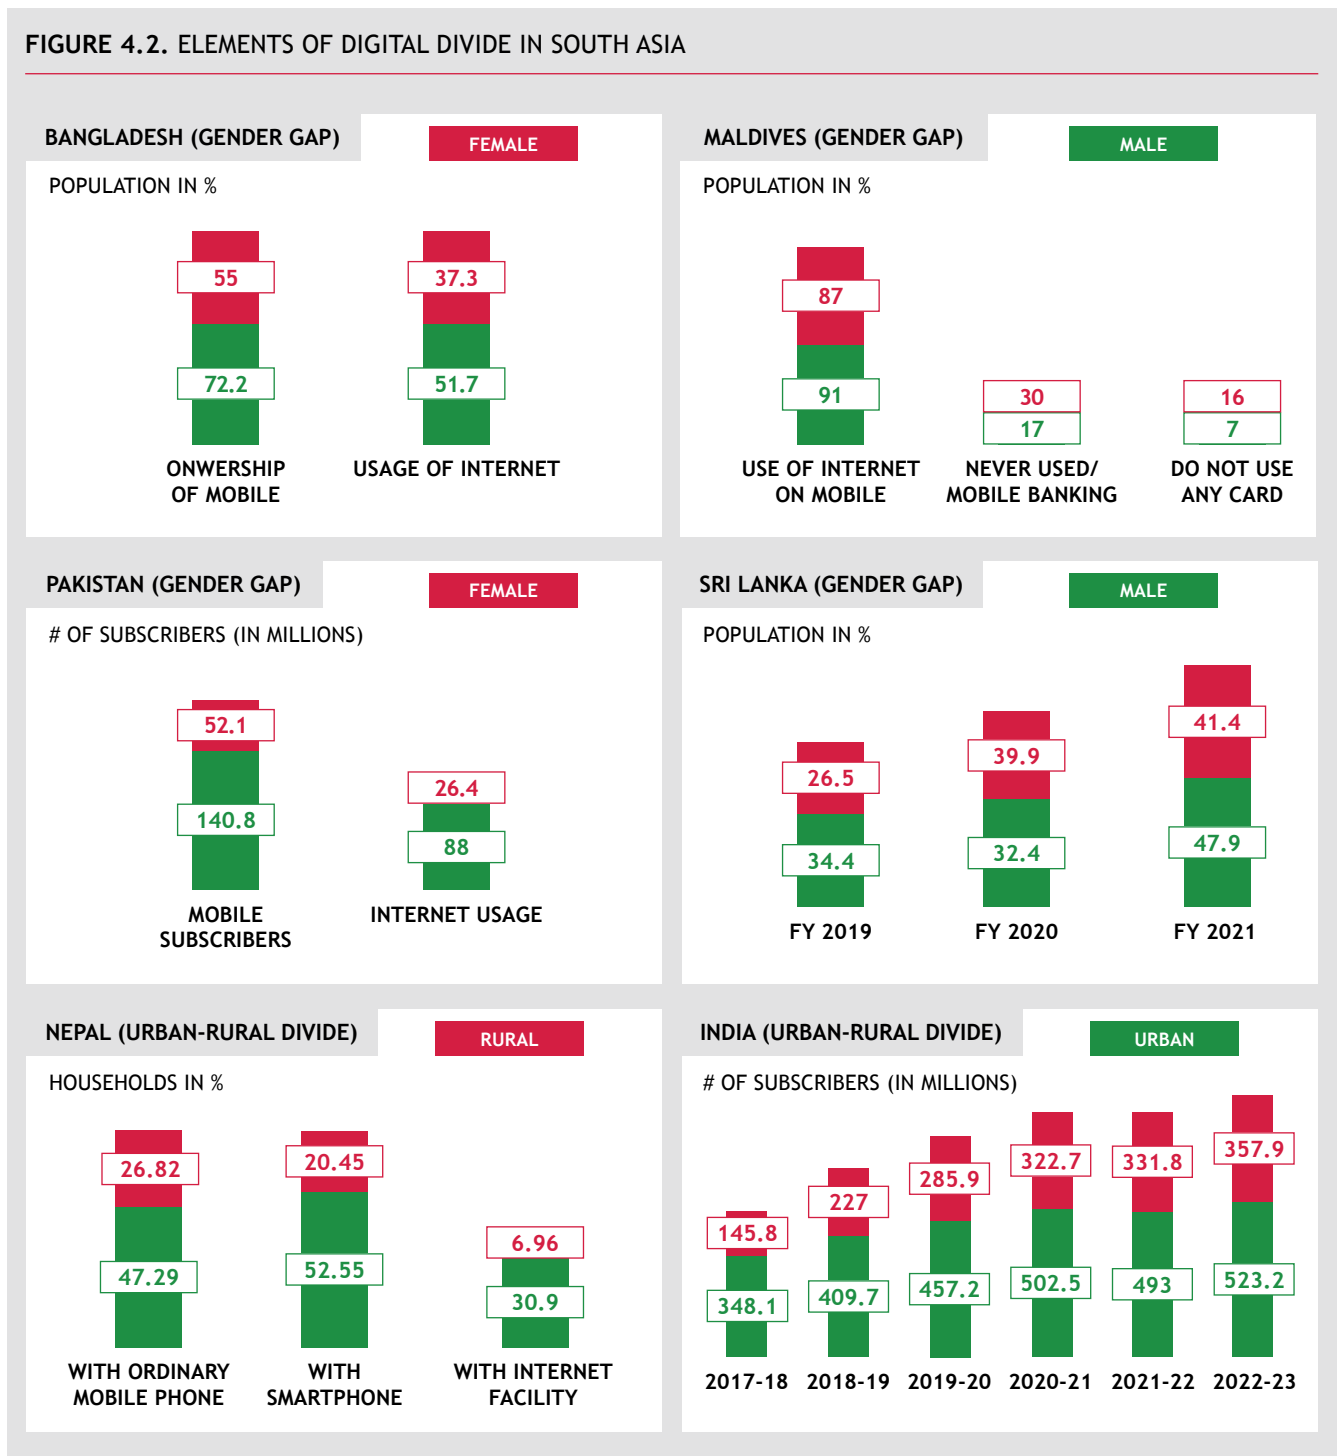 FIGURE 4.2. ELEMENTS OF DIGITAL DIVIDE IN SOUTH ASIA
BANGLADESH (GENDER GAP)
FEMALE
POPULATION IN %
55
37.3
72.2
51.7
ONWERSHIP
OF MOBILE
USAGE OF INTERNET
MALDIVES (GENDER GAP)
MALE
POPULATION IN %
87
91
30
17
16
7
USE OF INTERNET
ON MOBILE
NEVER USED/
MOBILE BANKING
DO NOT USE
ANY CARD
PAKISTAN (GENDER GAP)
FEMALE
# OF SUBSCRIBERS (IN MILLIONS)
52.1
140.8
26.4
88
MOBILE
SUBSCRIBERS
INTERNET USAGE
SRI LANKA (GENDER GAP)
MALE
POPULATION IN %
26.5
34.4
39.9
32.4
41.4
47.9
FY 2019
FY 2020
FY 2021
NEPAL (URBAN-RURAL DIVIDE)
RURAL
HOUSEHOLDS IN %
26.82
47.29
20.45
52.55
6.96
30.9
WITH ORDINARY
MOBILE PHONE
WITH
SMARTPHONE
WITH INTERNET
FACILITY
INDIA (URBAN-RURAL DIVIDE)
URBAN
# OF SUBSCRIBERS (IN MILLIONS)
145.8
348.1
227
409.7
285.9
457.2
322.7
502.5
331.8
493
357.9
523.2
2017-18
2018-19
2019-20
2020-21
2021-22
2022-23